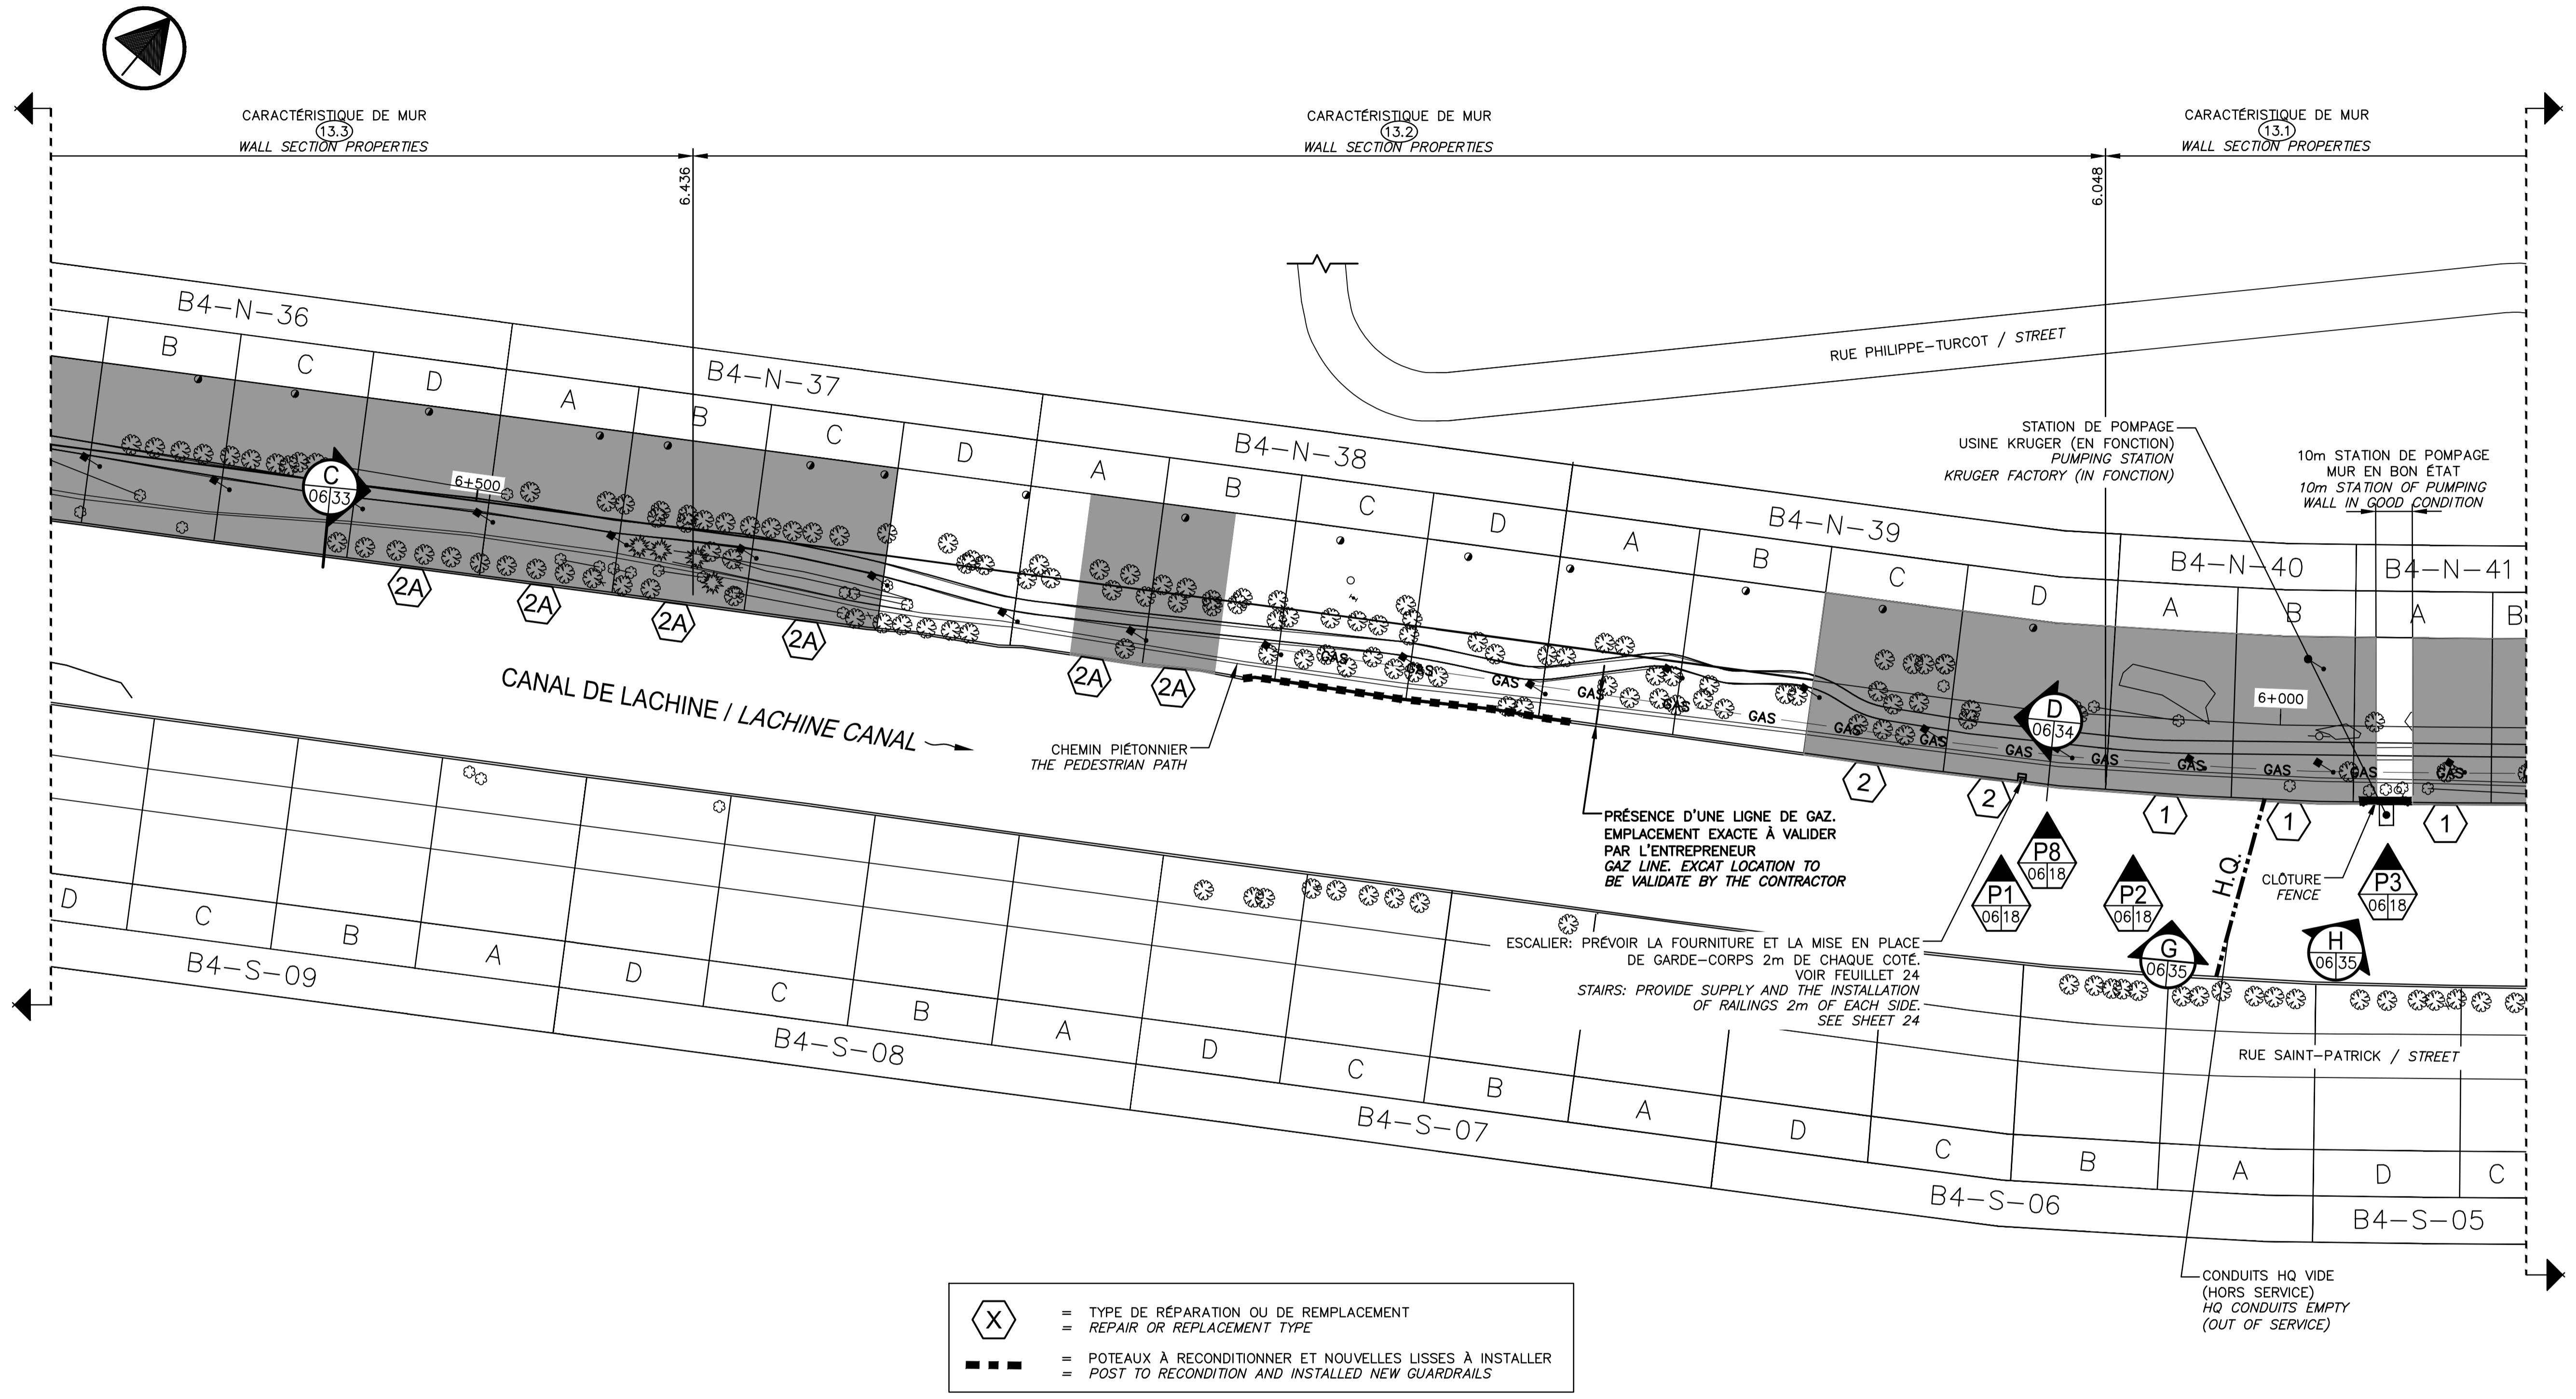 CARACTÉRISTIQUE DE MUR
13.3
WALL SECTION PROPERTIES
CARACTÉRISTIQUE DE MUR
13.2
WALL SECTION PROPERTIES
CARACTÉRISTIQUE DE MUR
13.1
WALL SECTION PROPERTIES
6.436
6.048
B4-N-36
B4-N-37
B4-N-38
B4-N-39
B4-N-40
B4-N-41
B
C
D
A
B
C
D
A
B
C
D
A
B
C
D
A
B
A
B
RUE PHILIPPE-TURCOT / STREET
STATION DE POMPAGE
USINE KRUGER (EN FONCTION)
PUMPING STATION
KRUGER FACTORY (IN FONCTION)
10m STATION DE POMPAGE
MUR EN BON ÉTAT
10m STATION OF PUMPING
WALL IN GOOD CONDITION
C
06 33
6+500
6+000
D
06 34
GAS
GAS
GAS
GAS
GAS
GAS
GAS
GAS
GAS
GAS
GAS
GAS
GAS
GAS
2A
2A
2A
2A
2A
2A
2
2
1
1
1
CANAL DE LACHINE / LACHINE CANAL
CHEMIN PIÉTONNIER
THE PEDESTRIAN PATH
PRÉSENCE D'UNE LIGNE DE GAZ.
EMPLACEMENT EXACTE À VALIDER
PAR L'ENTREPRENEUR
GAZ LINE. EXCAT LOCATION TO
BE VALIDATE BY THE CONTRACTOR
P1
06 18
P8
06 18
P2
06 18
P3
06 18
H.Q.
CLÔTURE
FENCE
G
06 35
H
06 35
ESCALIER: PRÉVOIR LA FOURNITURE ET LA MISE EN PLACE
DE GARDE-CORPS 2m DE CHAQUE COTÉ.
VOIR FEUILLET 24
STAIRS: PROVIDE SUPPLY AND THE INSTALLATION
OF RAILINGS 2m OF EACH SIDE.
SEE SHEET 24
RUE SAINT-PATRICK / STREET
D
C
B
A
D
C
B
A
D
C
B
A
D
C
B
A
D
C
B4-S-09
B4-S-08
B4-S-07
B4-S-06
B4-S-05
CONDUITS HQ VIDE
(HORS SERVICE)
HQ CONDUITS EMPTY
(OUT OF SERVICE)
X
= TYPE DE RÉPARATION OU DE REMPLACEMENT
= REPAIR OR REPLACEMENT TYPE
= POTEAUX À RECONDITIONNER ET NOUVELLES LISSES À INSTALLER
= POST TO RECONDITION AND INSTALLED NEW GUARDRAILS